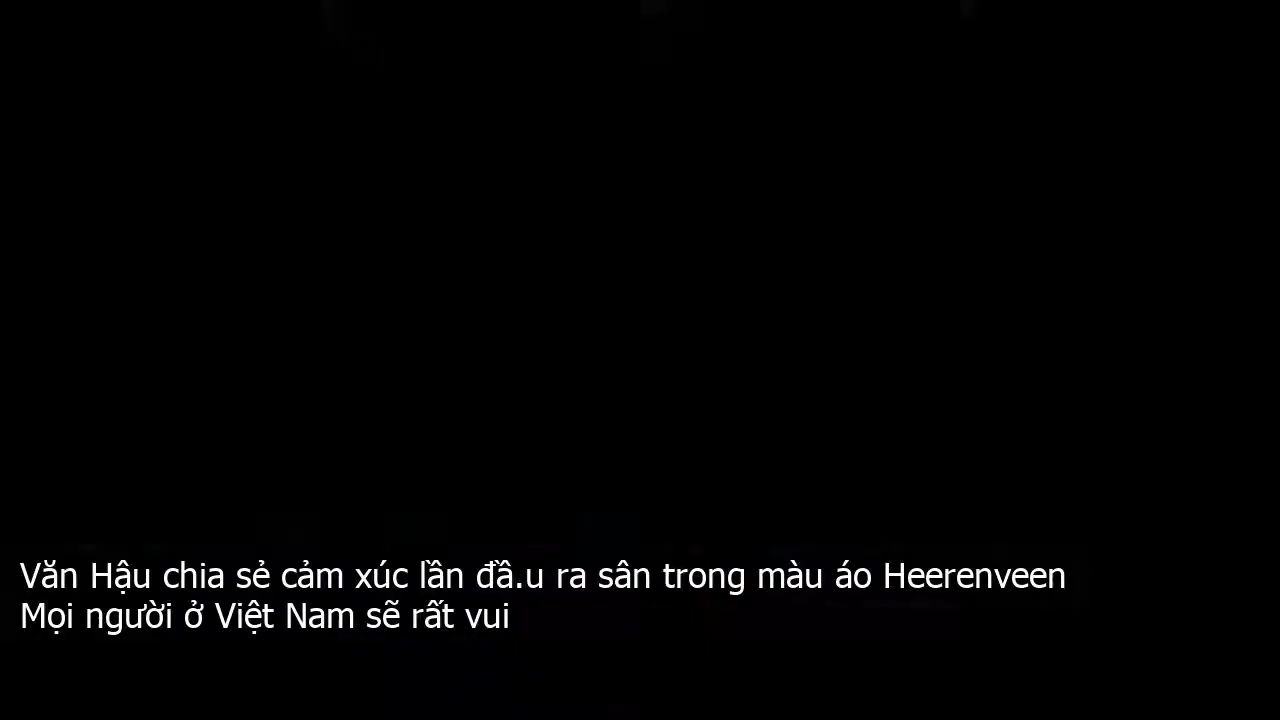 Văn Hậu chia sẻ cảm xúc lần đầ.u ra sân trong màu áo Heerenveen
Mọi người ở Việt Nam sẽ rất vui